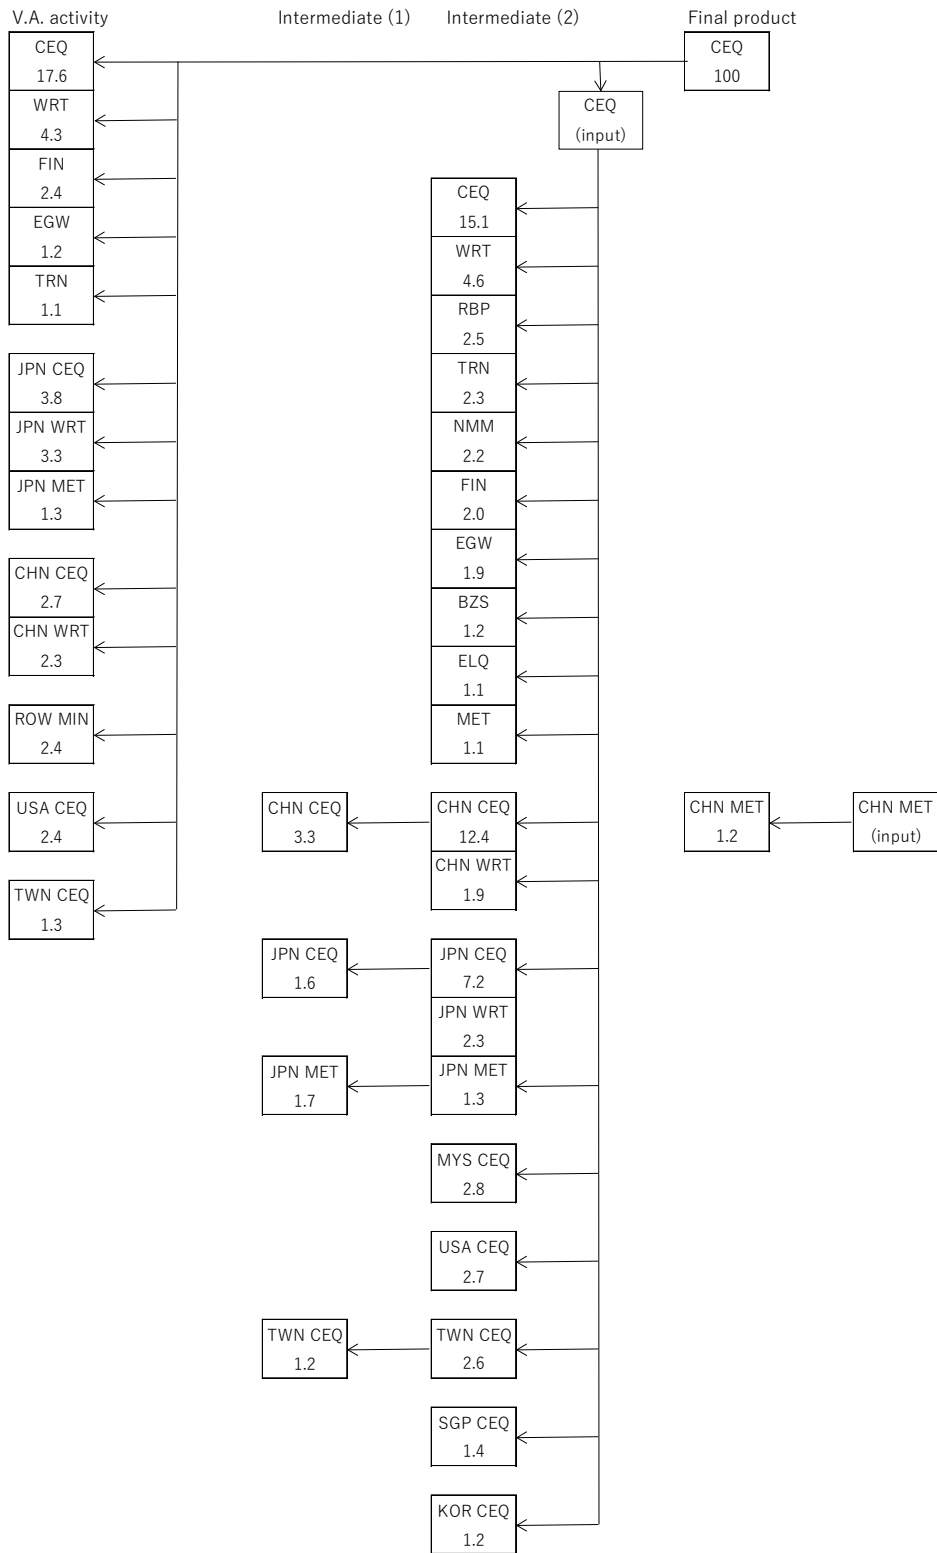 V.A. activity Intermediate (1) Intermediate (2) Final product
CEQ
17.6
WRT
4.3
FIN
2.4
EGW
1.2
TRN
1.1
JPN CEQ
3.8
JPN WRT
3.3
JPN MET
1.3
CHN CEQ
2.7
CHN WRT
2.3
ROW MIN
2.4
USA CEQ
2.4
TWN CEQ
1.3
CHN CEQ
3.3
JPN CEQ
1.6
JPN MET
1.7
TWN CEQ
1.2
CEQ
15.1
WRT
4.6
RBP
2.5
TRN
2.3
NMM
2.2
FIN
2.0
EGW
1.9
BZS
1.2
ELQ
1.1
MET
1.1
CHN CEQ
12.4
CHN WRT
1.9
JPN CEQ
7.2
JPN WRT
2.3
JPN MET
1.3
MYS CEQ
2.8
USA CEQ
2.7
TWN CEQ
2.6
SGP CEQ
1.4
KOR CEQ
1.2
CEQ
(input)
CEQ
100
CHN MET
1.2
CHN MET
(input)